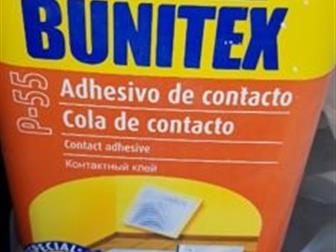 BUNITEX
P-55
Adhesivo de contacto
Cola de contacto
Contact adhesive
Контактный клей